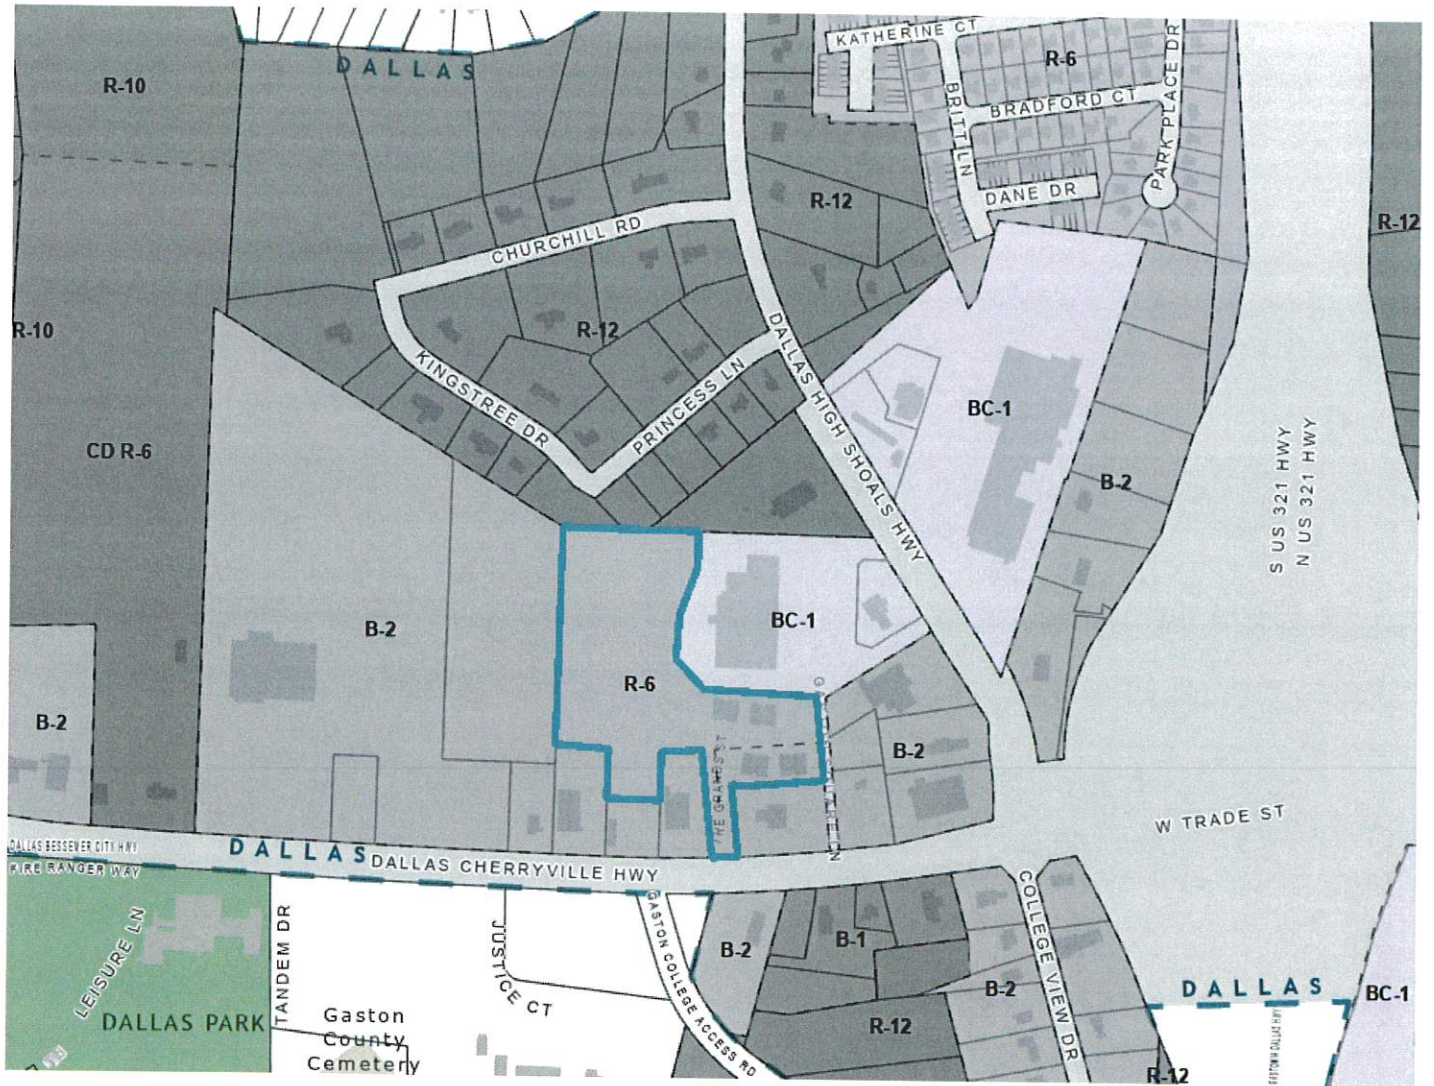 KATHERINE CT
R-6
DALLAS
R-10
BRITT LN
BRADFORD CT
PARK PLACE DR
DANE DR
R-12
R-12
CHURCHILL RD
R-10
R-12
KINGSTREE DR
PRINCESS LN
DALLAS HIGH SHOALS HWY
BC-1
CD R-6
B-2
S US 321 HWY
N US 321 HWY
B-2
BC-1
R-6
B-2
B-2
W TRADE ST
DALLAS BESSEMER CITY HWY
DALLAS
DALLAS CHERRYVILLE HWY
FIRE RANGER WAY
LEISURE LN
TANDEM DR
JUSTICE CT
GASTON COLLEGE ACCESS RD
B-2
B-1
COLLEGE VIEW DR
B-2
DALLAS
BC-1
DALLAS PARK
Gaston
County
Cemetery
R-12
R-12